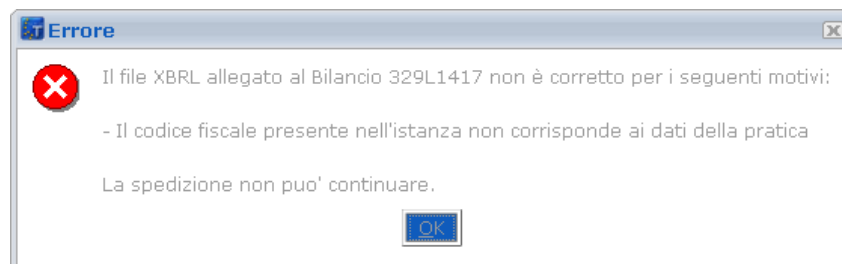 Errore
Il file XBRL allegato al Bilancio 329L1417 non è corretto per i seguenti motivi:
- Il codice fiscale presente nell'istanza non corrisponde ai dati della pratica
La spedizione non puo' continuare.
OK